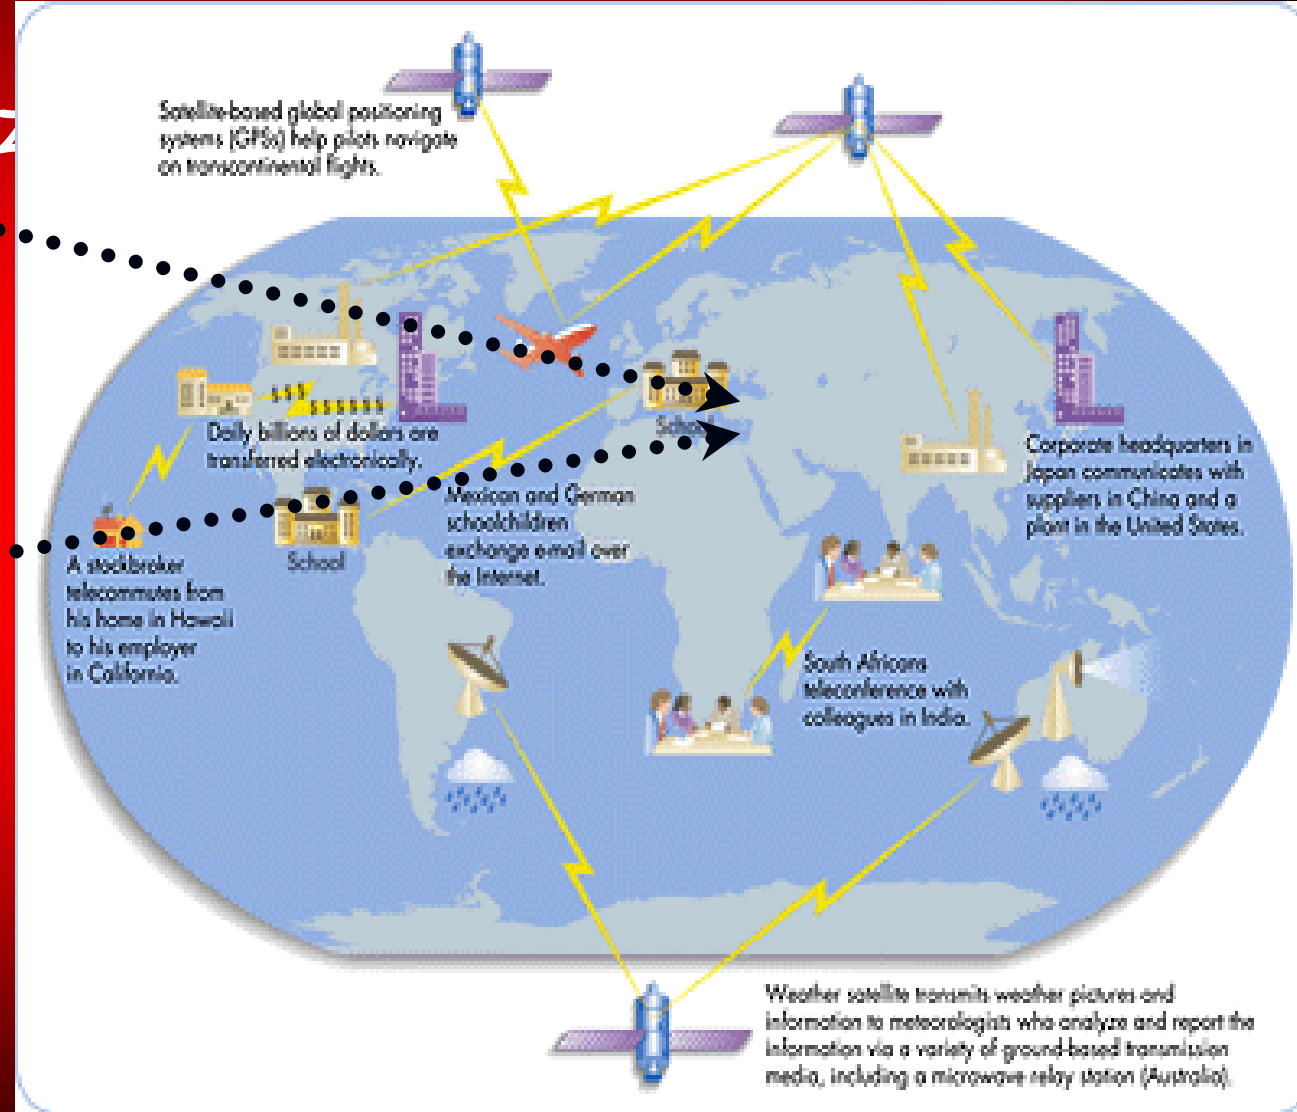 Satellite-based global positioning
systems (GPSs) help pilots navigate
on transcontinental flights.
School
Daily billions of dollars are
transferred electronically.
Corporate headquarters in
Japan communicates with
suppliers in China and a
plant in the United States.
Mexican and German
schoolchildren
exchange e-mail over
the Internet.
School
A stockbroker
telecommutes from
his home in Hawaii
to his employer
in California.
South Africans
teleconference with
colleagues in India.
Weather satellite transmits weather pictures and
information to meteorologists who analyze and report the
information via a variety of ground-based transmission
media, including a microwave relay station (Australia).